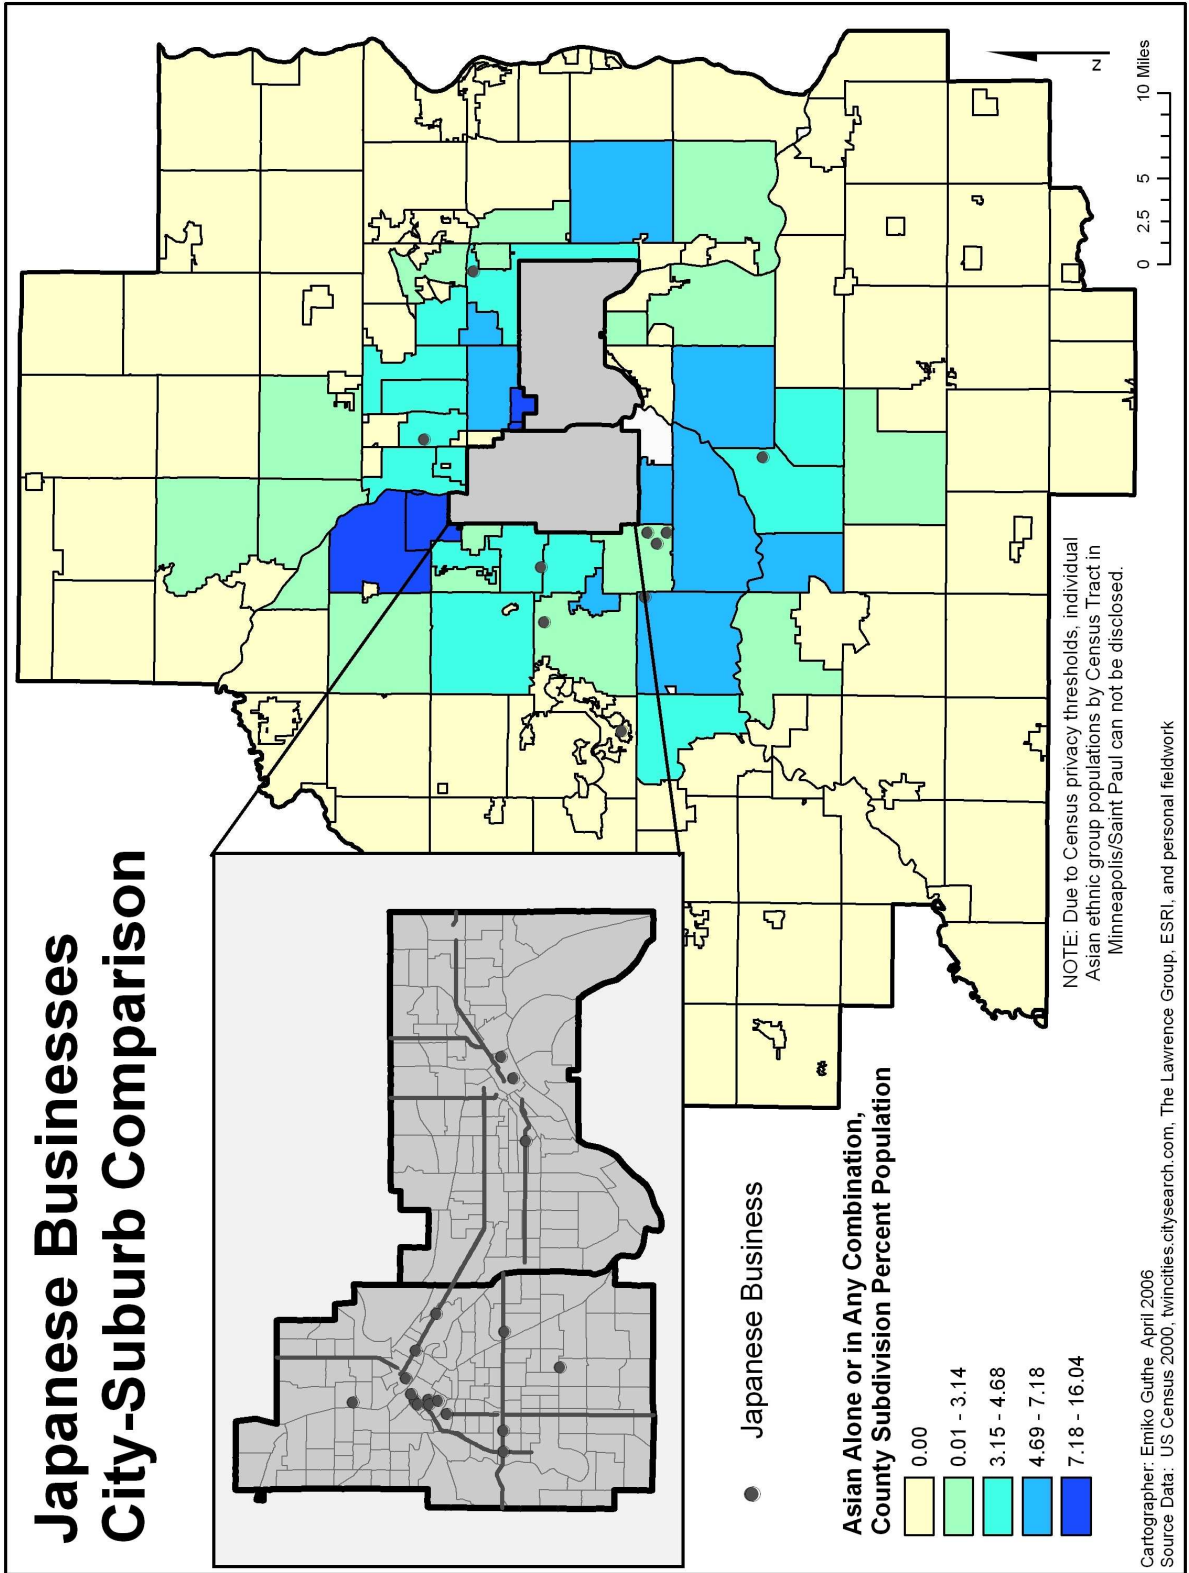 Japanese Businesses
City-Suburb Comparison
Japanese Business
Asian Alone or in Any Combination,
County Subdivision Percent Population
0.00
0.01 - 3.14
3.15 - 4.68
4.69 - 7.18
7.18 - 16.04
NOTE: Due to Census privacy thresholds, individual
Asian ethnic group populations by Census Tract in
Minneapolis/Saint Paul can not be disclosed.
Cartographer: Emiko Guthe April 2006
Source Data: US Census 2000, twincities.citysearch.com, The Lawrence Group, ESRI, and personal fieldwork
N
0 2.5 5 10 Miles